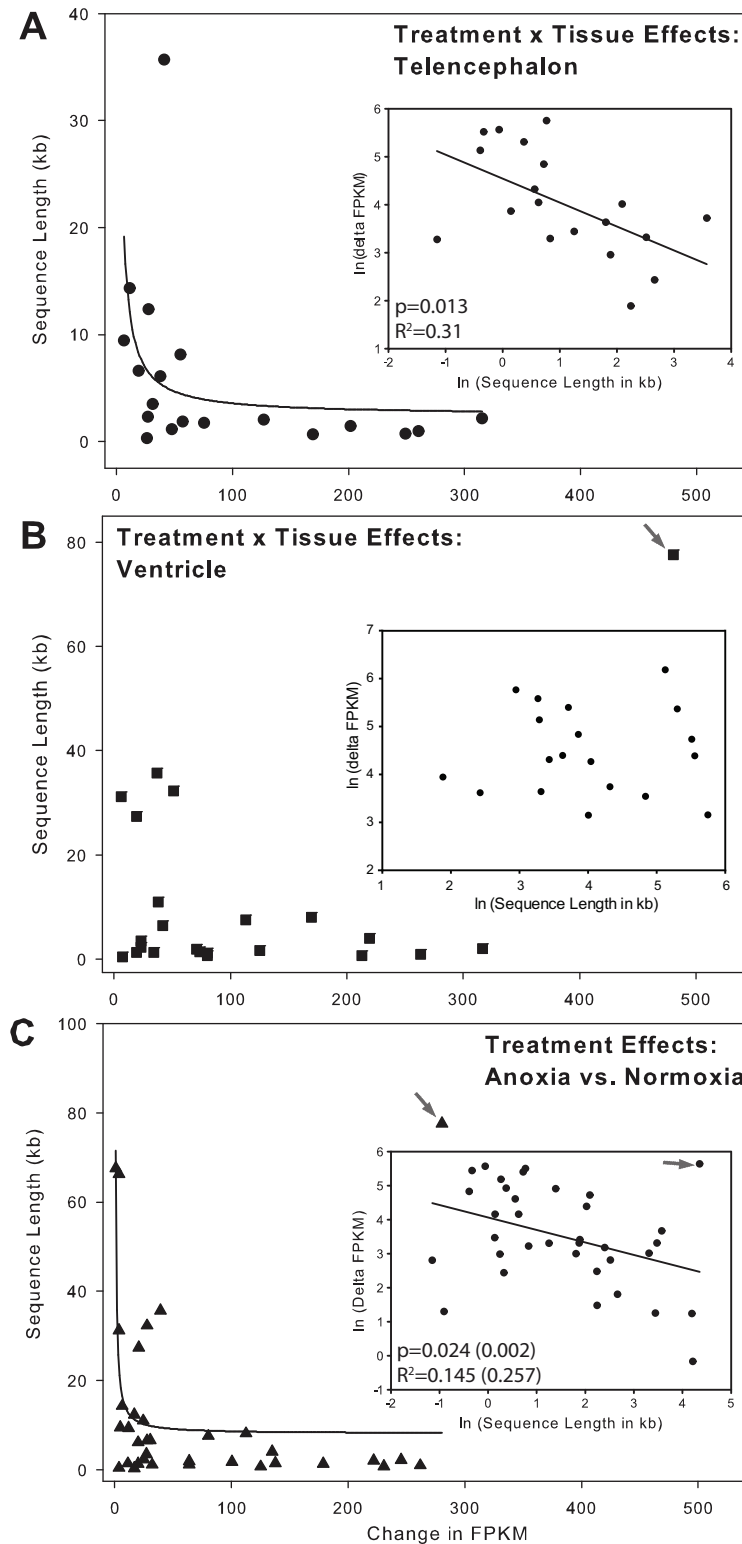 A
Treatment x Tissue Effects:
Telencephalon
Sequence Length (kb)
40
30
20
10
0
0 100 200 300 400 500
ln(delta FPKM)
6
5
4
3
2
1
-2 -1 0 1 2 3 4
p=0.013
R²=0.31
ln (Sequence Length in kb)
B
Treatment x Tissue Effects:
Ventricle
Sequence Length (kb)
80
60
40
20
0
0 100 200 300 400 500
ln (delta FPKM)
7
6
5
4
3
2
1 2 3 4 5 6
ln (Sequence Length in kb)
C
Treatment Effects:
Anoxia vs. Normoxia
Sequence Length (kb)
100
80
60
40
20
0
0 100 200 300 400 500
Change in FPKM
ln (Delta FPKM)
6
5
4
3
2
1
0
-1
-2 -1 0 1 2 3 4 5
p=0.024 (0.002)
R²=0.145 (0.257)
ln (Sequence Length in kb)